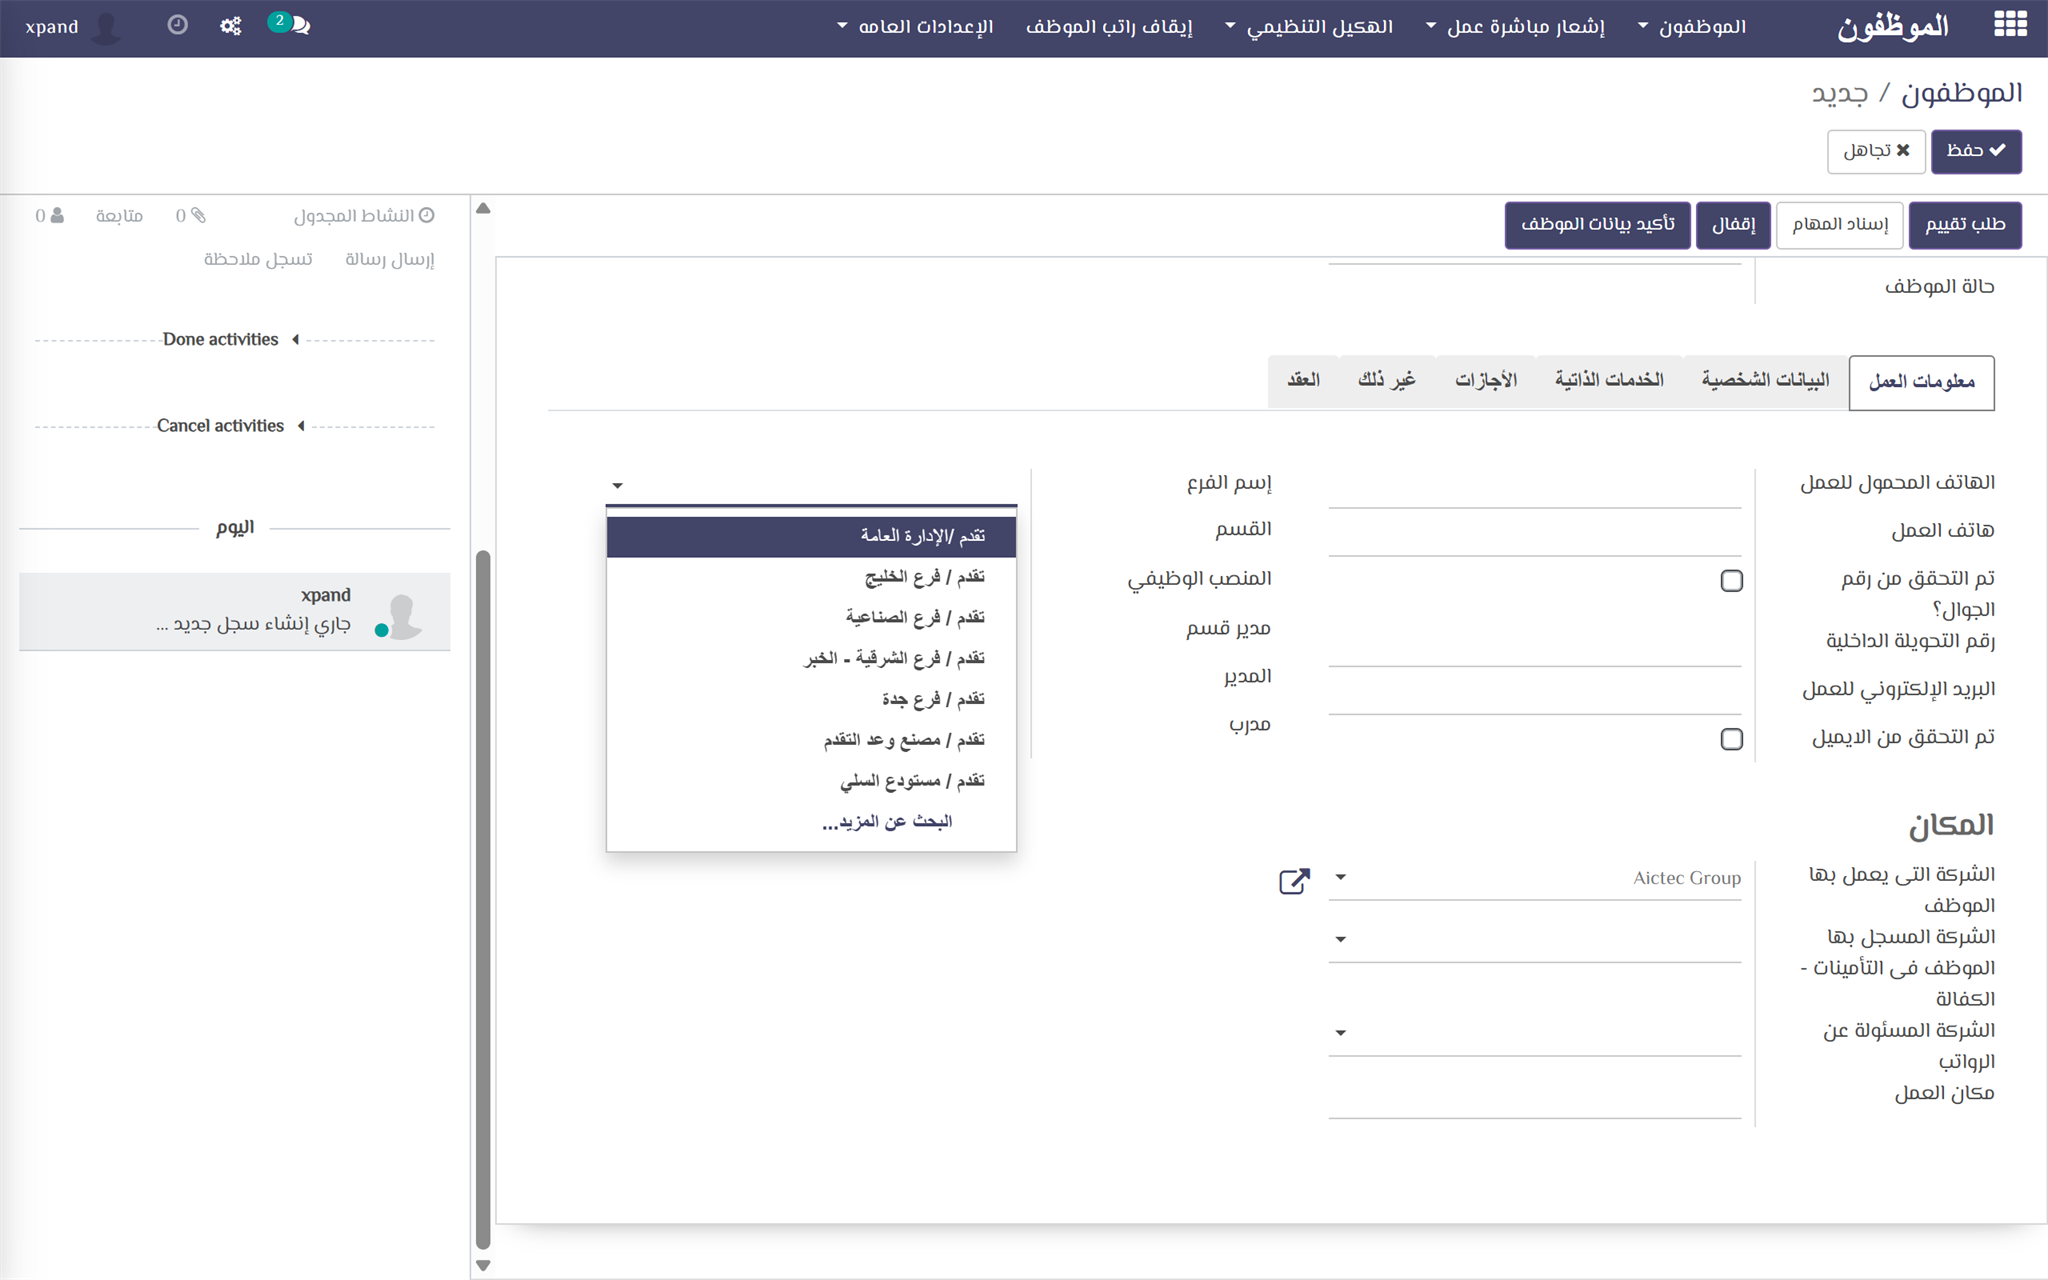 الموظفون
الموظفون
إشعار مباشرة عمل
الهكيل التنظيمي
إيقاف راتب الموظف
الإعدادات العامه
2
xpand
الموظفون / جديد
حفظ
تجاهل
طلب تقييم
إسناد المهام
إقفال
تأكيد بيانات الموظف
حالة الموظف
معلومات العمل
البيانات الشخصية
الخدمات الذاتية
الأجازات
غير ذلك
العقد
الهاتف المحمول للعمل
هاتف العمل
تم التحقق من رقم
الجوال؟
رقم التحويلة الداخلية
البريد الإلكتروني للعمل
تم التحقق من الايميل
إسم الفرع
القسم
المنصب الوظيفي
مدير قسم
المدير
مدرب
تقدم /الإدارة العامة
تقدم / فرع الخليج
تقدم / فرع الصناعية
تقدم / فرع الشرقية - الخبر
تقدم / فرع جدة
تقدم / مصنع وعد التقدم
تقدم / مستودع السلي
البحث عن المزيد...
المكان
الشركة التى يعمل بها
الموظف
Aictec Group
الشركة المسجل بها
الموظف فى التأمينات -
الكفالة
الشركة المسئولة عن
الرواتب
مكان العمل
النشاط المجدول
0
متابعة
0
إرسال رسالة
تسجل ملاحظة
Done activities
Cancel activities
اليوم
xpand
جاري إنشاء سجل جديد ...